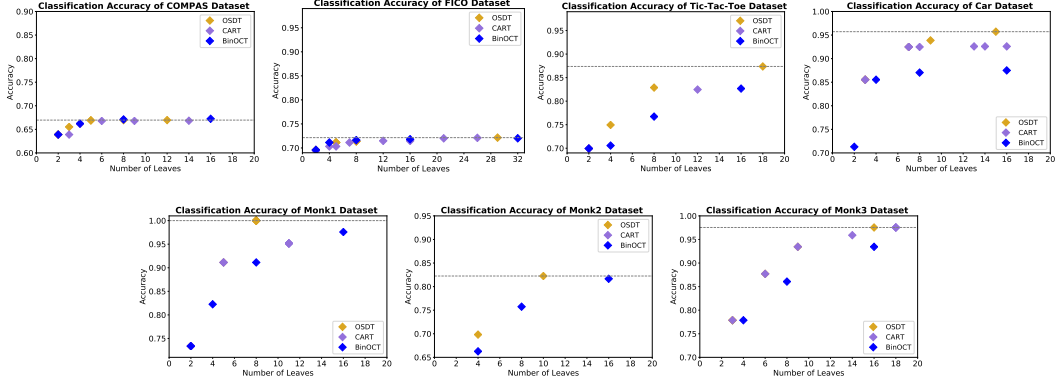 Classification Accuracy of COMPAS Dataset
0.90
0.85
0.80
0.75
0.70
0.65
0.60
Accuracy
OSDT
CART
BinOCT
0 2 4 6 8 10 12 14 16 18 20
Number of Leaves
Classification Accuracy of FICO Dataset
0.95
0.90
0.85
0.80
0.75
0.70
Accuracy
OSDT
CART
BinOCT
0 4 8 12 16 20 24 28 32
Number of Leaves
Classification Accuracy of Tic-Tac-Toe Dataset
0.95
0.90
0.85
0.80
0.75
0.70
Accuracy
OSDT
CART
BinOCT
0 2 4 6 8 10 12 14 16 18 20
Number of Leaves
Classification Accuracy of Car Dataset
1.00
0.95
0.90
0.85
0.80
0.75
0.70
Accuracy
OSDT
CART
BinOCT
0 2 4 6 8 10 12 14 16 18 20
Number of Leaves
Classification Accuracy of Monk1 Dataset
1.00
0.95
0.90
0.85
0.80
0.75
Accuracy
OSDT
CART
BinOCT
0 2 4 6 8 10 12 14 16 18 20
Number of Leaves
Classification Accuracy of Monk2 Dataset
0.95
0.90
0.85
0.80
0.75
0.70
0.65
Accuracy
OSDT
CART
BinOCT
0 2 4 6 8 10 12 14 16 18 20
Number of Leaves
Classification Accuracy of Monk3 Dataset
1.00
0.95
0.90
0.85
0.80
0.75
0.70
Accuracy
OSDT
CART
BinOCT
0 2 4 6 8 10 12 14 16 18 20
Number of Leaves